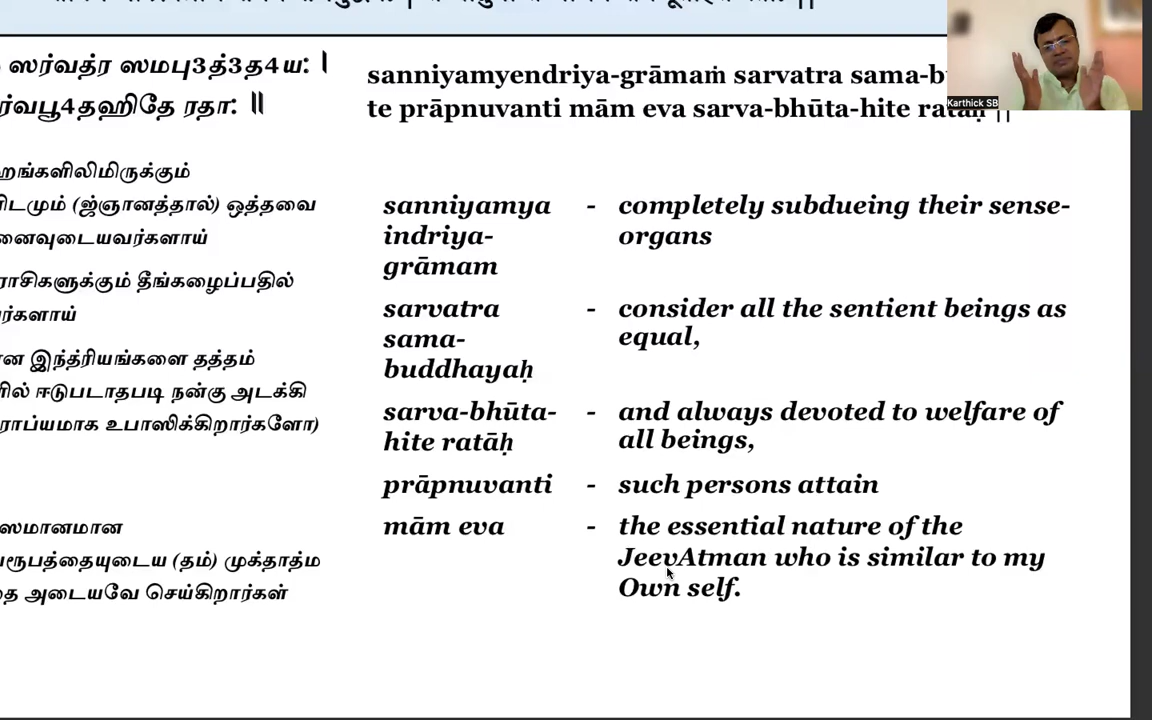 ஸர்வத்ர ஸமபு3த்3த4ய: |
ர்வபூ4தஹிதே ரதா: ||
sanniyamyendriya-grāmaṁ sarvatra
te prāpnuvanti mām eva sarva-bhūta-hite rataḥ ||
Karthick SB
ஹங்களிலிமிருக்கும்
ரிடமும் (ஜ்ஞானத்தால்) ஒத்தவை
னைவுடையவர்களாய்
ராசிகளுக்கும் தீங்கழைப்பதில்
ர்களாய்
ன இந்த்ரியங்களை தத்தம்
ரில் ஈடுபடாதபடி நன்கு அடக்கி
ராப்யமாக உபாஸிக்கிறார்களோ)
ஸமானமான
பரூபத்தையுடைய (தம்) முக்தாத்ம
தை அடையவே செய்கிறார்கள்
sanniyamya - completely subdueing their sense-
indriya- organs
grāmam
sarvatra - consider all the sentient beings as
sama- equal,
buddhayaḥ
sarva-bhūta- - and always devoted to welfare of
hite ratāḥ all beings,
prāpnuvanti - such persons attain
mām eva - the essential nature of the
JeevAtman who is similar to my
Own self.